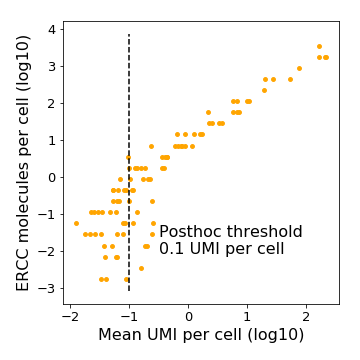 4
3
2
1
0
−1
−2
−3
ERCC molecules per cell (log10)
Posthoc threshold
0.1 UMI per cell
−2 −1 0 1 2
Mean UMI per cell (log10)